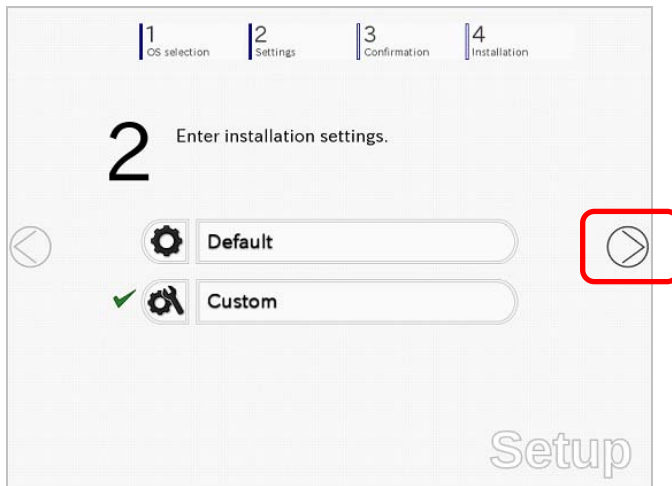 1
OS selection
2
Settings
3
Confirmation
4
Installation
2
Enter installation settings.
Default
Custom
Setup